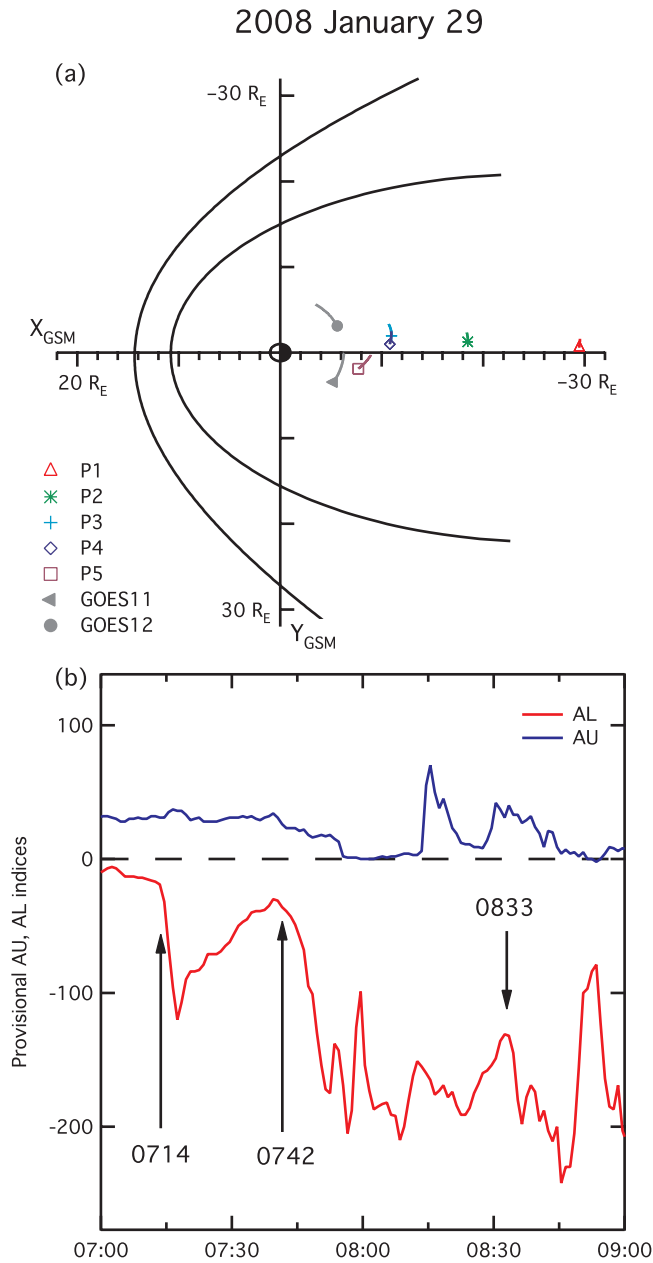 2008 January 29
(a)
–30 R_E
X_GSM
20 R_E
–30 R_E
P1
P2
P3
P4
P5
GOES11
GOES12
30 R_E
Y_GSM
(b)
100
0
-100
-200
Provisional AU, AL indices
AL
AU
0833
0714
0742
07:00
07:30
08:00
08:30
09:00